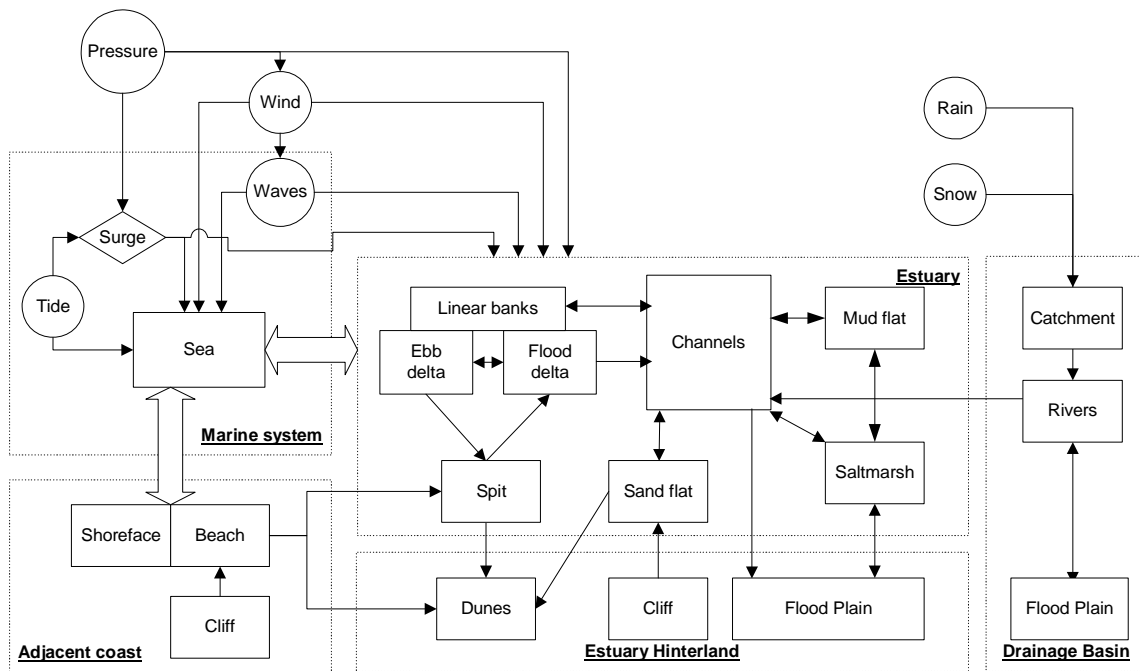 Pressure
Wind
Rain
Waves
Snow
Surge
Estuary
Tide
Linear banks
Mud flat
Catchment
Sea
Channels
Ebb
delta
Flood
delta
Rivers
Marine system
Saltmarsh
Spit
Sand flat
Shoreface
Beach
Dunes
Cliff
Flood Plain
Flood Plain
Cliff
Adjacent coast
Estuary Hinterland
Drainage Basin